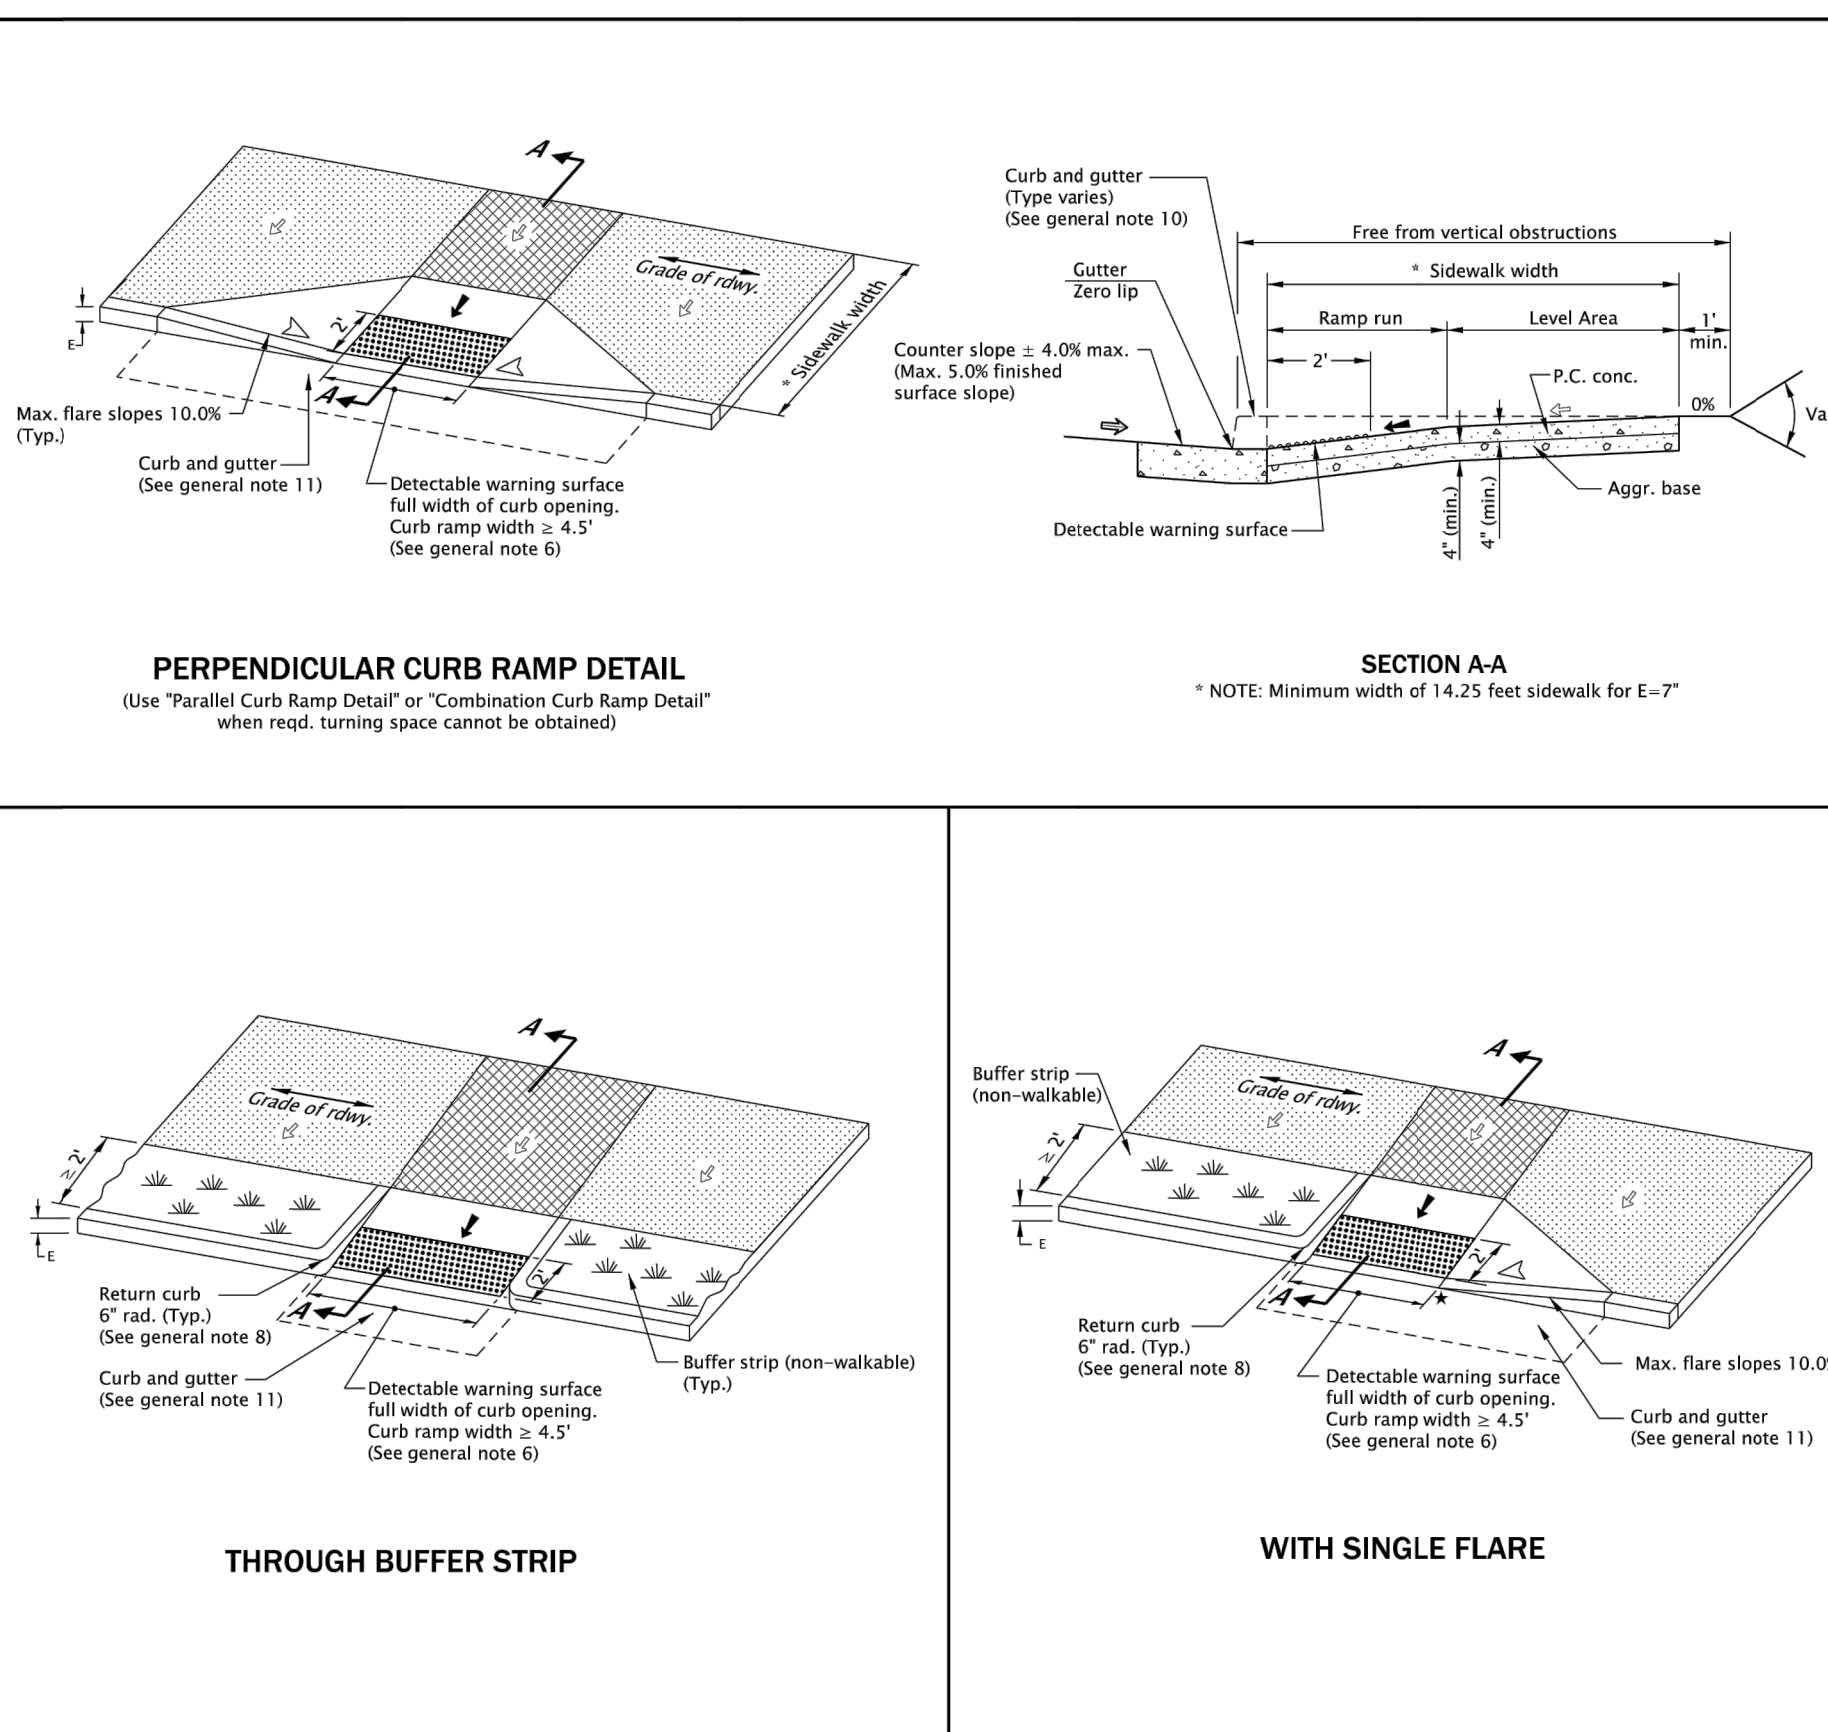 A
Grade of rdwy.
* Sidewalk width
2'
E
A
Max. flare slopes 10.0%
(Typ.)
Curb and gutter
(See general note 11)
Detectable warning surface
full width of curb opening.
Curb ramp width ≥ 4.5'
(See general note 6)
PERPENDICULAR CURB RAMP DETAIL
(Use "Parallel Curb Ramp Detail" or "Combination Curb Ramp Detail"
when reqd. turning space cannot be obtained)
Curb and gutter
(Type varies)
(See general note 10)
Free from vertical obstructions
Gutter
Zero lip
* Sidewalk width
Ramp run
Level Area
1'
min.
Counter slope ± 4.0% max.
(Max. 5.0% finished
surface slope)
2'
P.C. conc.
0%
Va
Aggr. base
Detectable warning surface
4" (min.)
4" (min.)
SECTION A-A
* NOTE: Minimum width of 14.25 feet sidewalk for E=7"
A
Grade of rdwy.
≥ 2'
E
2'
A
Return curb
6" rad. (Typ.)
(See general note 8)
Curb and gutter
(See general note 11)
Detectable warning surface
full width of curb opening.
Curb ramp width ≥ 4.5'
(See general note 6)
Buffer strip (non-walkable)
(Typ.)
THROUGH BUFFER STRIP
A
Buffer strip
(non-walkable)
Grade of rdwy.
≥ 2'
E
2'
A
Return curb
6" rad. (Typ.)
(See general note 8)
Detectable warning surface
full width of curb opening.
Curb ramp width ≥ 4.5'
(See general note 6)
Max. flare slopes 10.0
Curb and gutter
(See general note 11)
WITH SINGLE FLARE